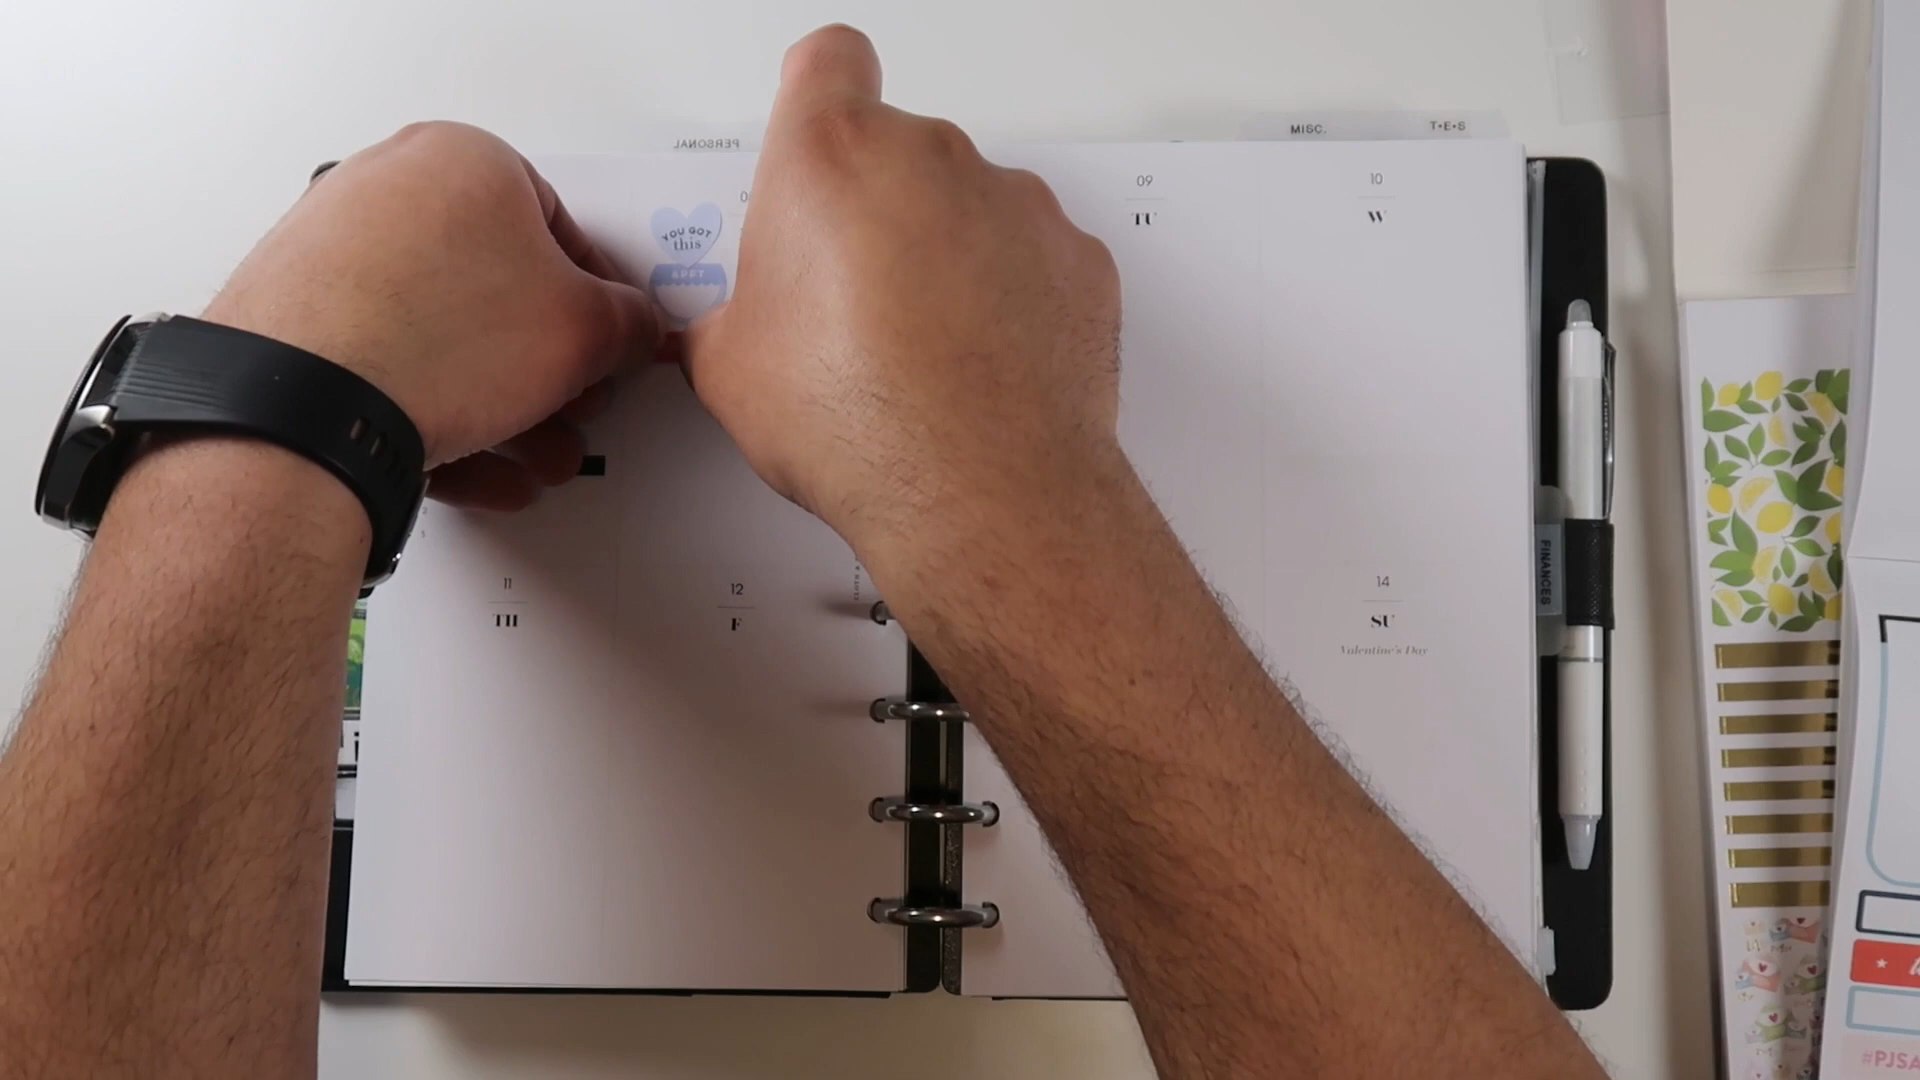 PERSONAL
MISC.
T•E•S
YOU GOT
this
APPT
09
TU
10
W
11
TH
12
F
14
SU
Valentine's Day
FINANCES
#PJSA